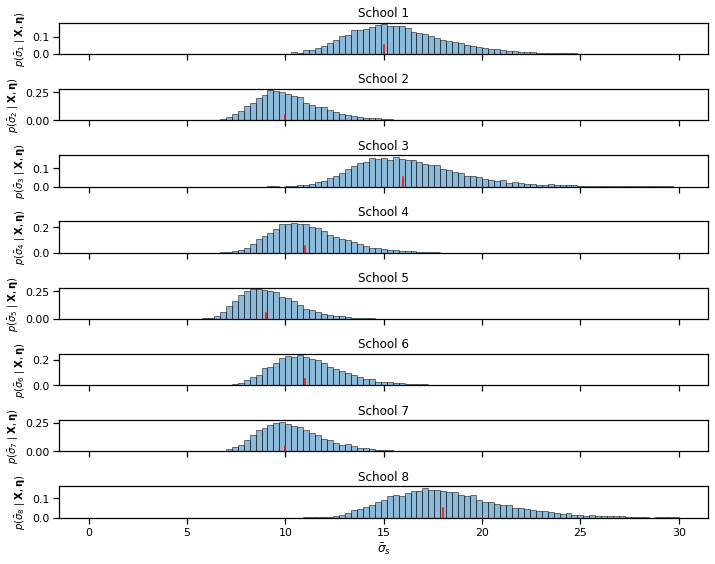 School 1
p(σ̄₁ | X, η)
0.1
0.0
School 2
p(σ̄₂ | X, η)
0.25
0.00
School 3
p(σ̄₃ | X, η)
0.1
0.0
School 4
p(σ̄₄ | X, η)
0.2
0.0
School 5
p(σ̄₅ | X, η)
0.25
0.00
School 6
p(σ̄₆ | X, η)
0.2
0.0
School 7
p(σ̄₇ | X, η)
0.25
0.00
School 8
p(σ̄₈ | X, η)
0.1
0.0
0 5 10 15 20 25 30
σ̄ₛ